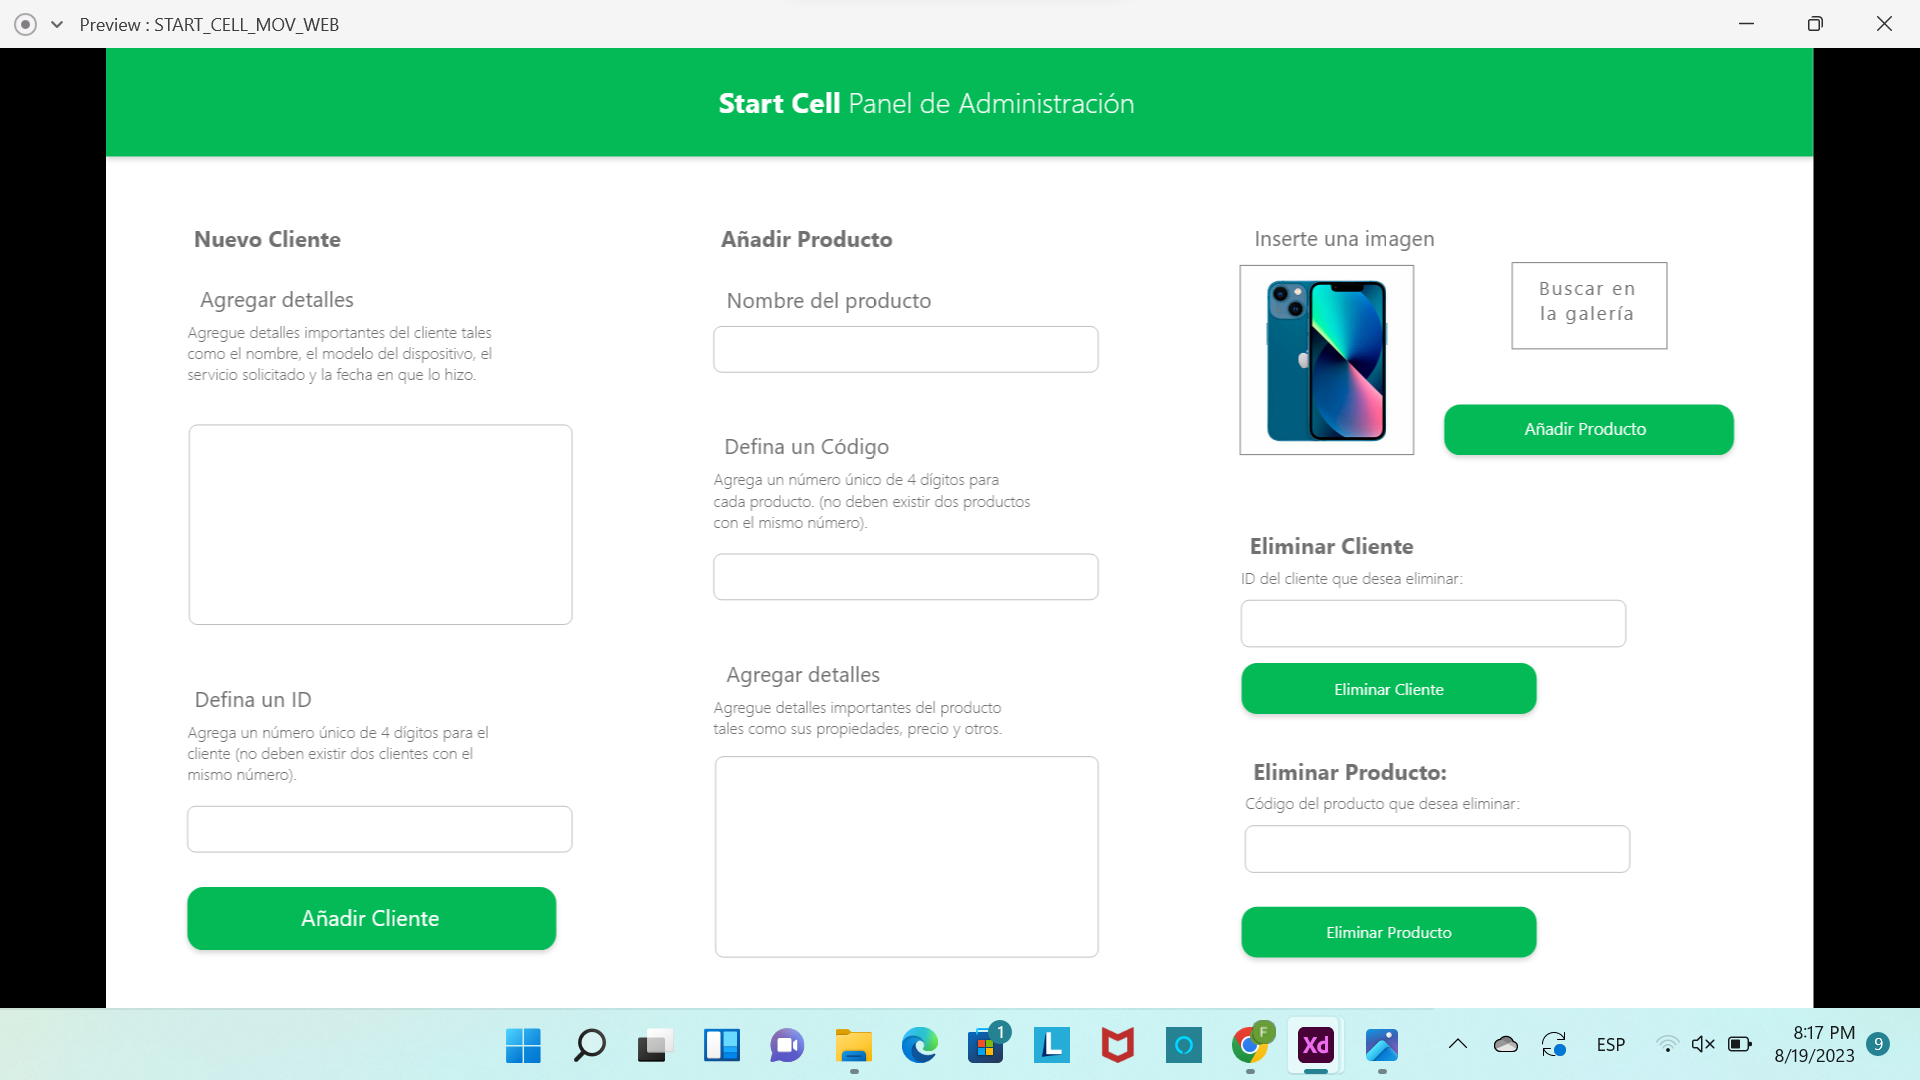 Preview : START_CELL_MOV_WEB
Start Cell Panel de Administración
Nuevo Cliente
Agregar detalles
Agregue detalles importantes del cliente tales
como el nombre, el modelo del dispositivo, el
servicio solicitado y la fecha en que lo hizo.
Defina un ID
Agrega un número único de 4 dígitos para el
cliente (no deben existir dos clientes con el
mismo número).
Añadir Cliente
Añadir Producto
Nombre del producto
Defina un Código
Agrega un número único de 4 dígitos para
cada producto. (no deben existir dos productos
con el mismo número).
Agregar detalles
Agregue detalles importantes del producto
tales como sus propiedades, precio y otros.
Inserte una imagen
Buscar en
la galería
Añadir Producto
Eliminar Cliente
ID del cliente que desea eliminar:
Eliminar Cliente
Eliminar Producto:
Código del producto que desea eliminar:
Eliminar Producto
1
L
F
Xd
ESP
8:17 PM
8/19/2023
9